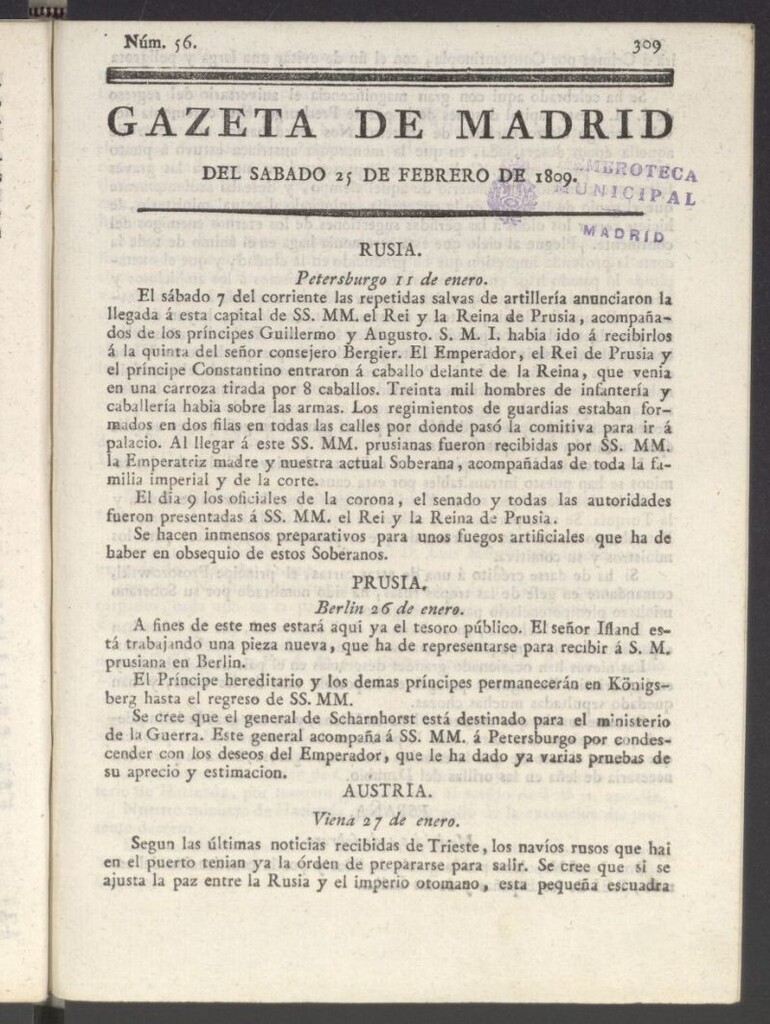 Núm. 56.
309
GAZETA DE MADRID
DEL SABADO 25 DE FEBRERO DE 1809.
HEMEROTECA
MUNICIPAL
MADRID
RUSIA.
Petersburgo 11 de enero.
El sábado 7 del corriente las repetidas salvas de artillería anunciaron la
llegada á esta capital de SS. MM. el Rei y la Reina de Prusia, acompaña-
dos de los príncipes Guillermo y Augusto. S. M. I. habia ido á recibirlos
á la quinta del señor consejero Bergier. El Emperador, el Rei de Prusia y
el príncipe Constantino entraron á caballo delante de la Reina, que venia
en una carroza tirada por 8 caballos. Treinta mil hombres de infantería y
caballería habia sobre las armas. Los regimientos de guardias estaban for-
mados en dos filas en todas las calles por donde pasó la comitiva para ir á
palacio. Al llegar á este SS. MM. prusianas fueron recibidas por SS. MM.
la Emperatriz madre y nuestra actual Soberana, acompañadas de toda la fa-
milia imperial y de la corte.
El dia 9 los oficiales de la corona, el senado y todas las autoridades
fueron presentadas á SS. MM. el Rei y la Reina de Prusia.
Se hacen inmensos preparativos para unos fuegos artificiales que ha de
haber en obsequio de estos Soberanos.
PRUSIA.
Berlin 26 de enero.
A fines de este mes estará aqui ya el tesoro público. El señor Ifland es-
tá trabajando una pieza nueva, que ha de representarse para recibir á S. M.
prusiana en Berlin.
El Príncipe hereditario y los demas príncipes permanecerán en Königs-
berg hasta el regreso de SS. MM.
Se cree que el general de Scharnhorst está destinado para el ministerio
de la Guerra. Este general acompaña á SS. MM. á Petersburgo por condes-
cender con los deseos del Emperador, que le ha dado ya varias pruebas de
su aprecio y estimacion.
AUSTRIA.
Viena 27 de enero.
Segun las últimas noticias recibidas de Trieste, los navíos rusos que hai
en el puerto tenian ya la órden de prepararse para salir. Se cree que si se
ajusta la paz entre la Rusia y el imperio otomano, esta pequeña escuadra